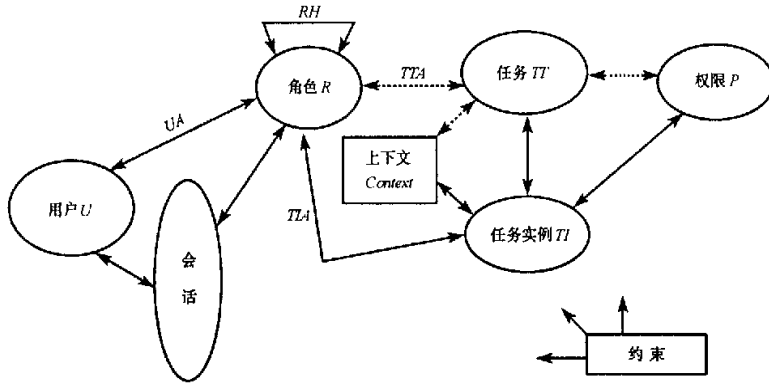 RH
角色 R
TTA
任务 TT
权限 P
UA
上下文
Context
用户 U
TIA
任务实例 TI
会
话
约 束